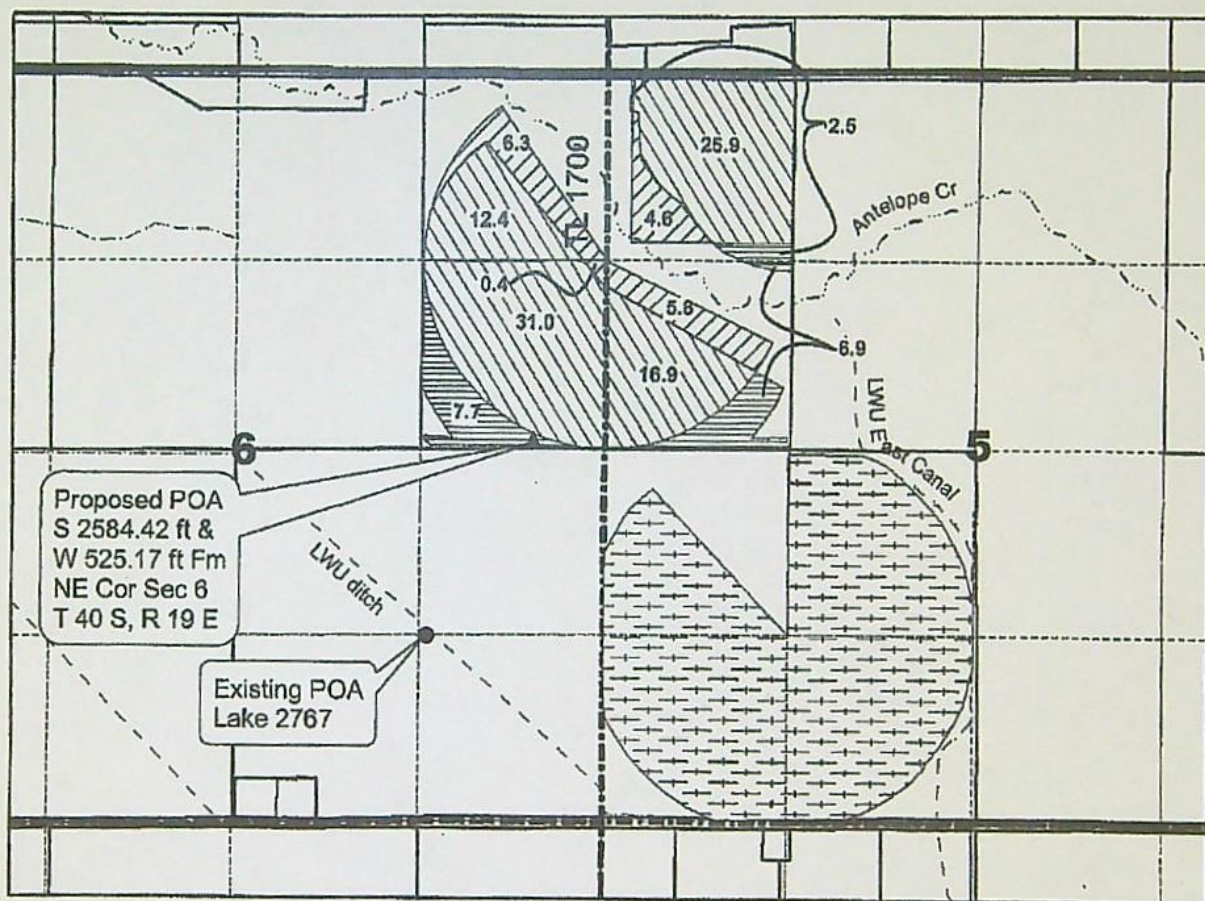 25.9
2.5
6.3
FL 1700
4.6
Antelope Cr
12.4
0.4
31.0
5.6
6.9
16.9
7.7
LWU East Canal
6
5
Proposed POA
S 2584.42 ft &
W 525.17 ft Fm
NE Cor Sec 6
T 40 S, R 19 E
LWU ditch
Existing POA
Lake 2767